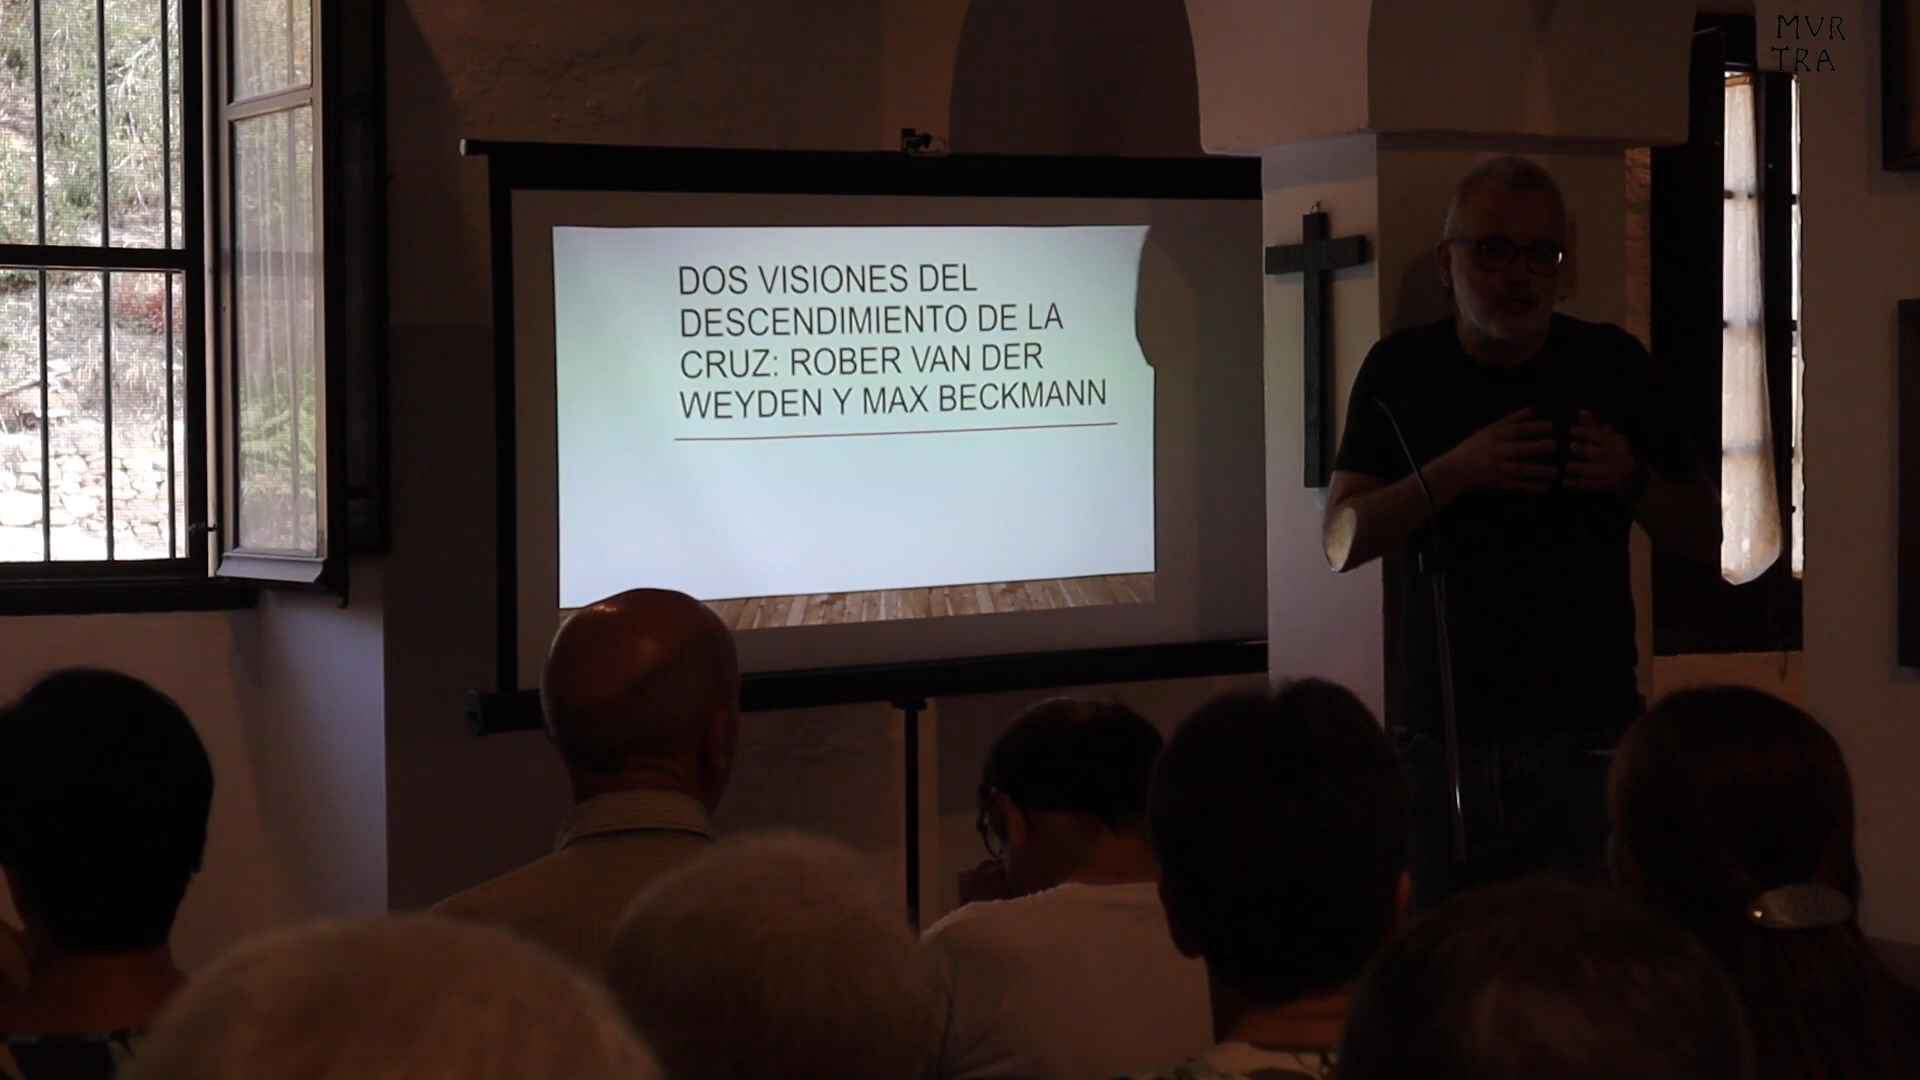 MVR
TRA
DOS VISIONES DEL
DESCENDIMIENTO DE LA
CRUZ: ROBER VAN DER
WEYDEN Y MAX BECKMANN